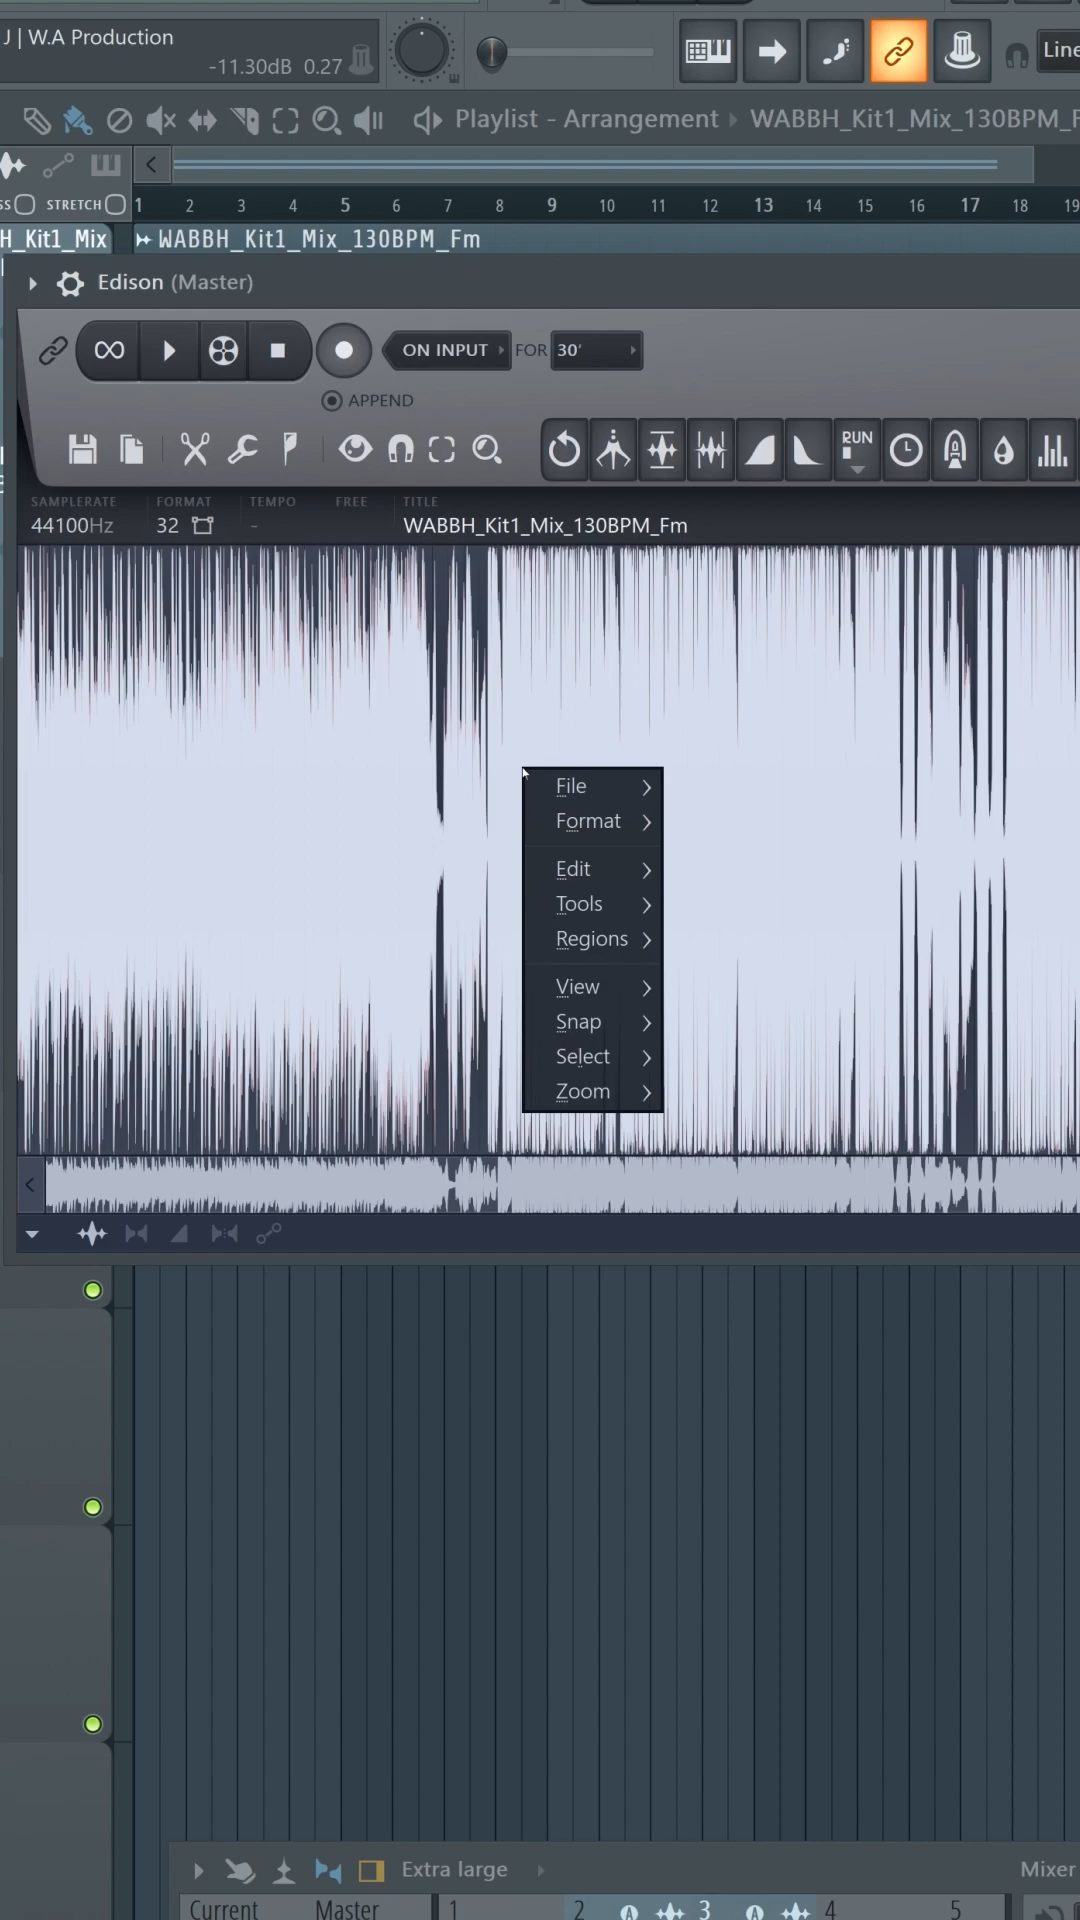 J | W.A Production
-11.30dB 0.27
Line
Playlist - Arrangement WABBH_Kit1_Mix_130BPM_F
STRETCH
1 2 3 4 5 6 7 8 9 10 11 12 13 14 15 16 17 18 19
H_Kit1_Mix WABBH_Kit1_Mix_130BPM_Fm
Edison (Master)
ON INPUT FOR 30'
APPEND
RUN
SAMPLERATE FORMAT TEMPO FREE TITLE
44100Hz 32 - WABBH_Kit1_Mix_130BPM_Fm
File
Format
Edit
Tools
Regions
View
Snap
Select
Zoom
Extra large Mixer
Current Master 1 2 3 4 5